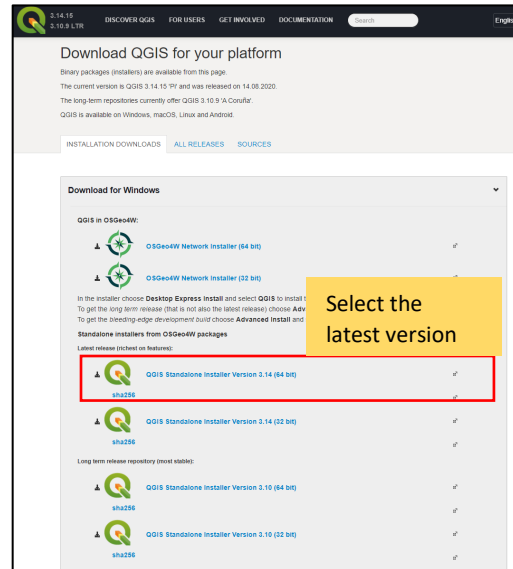 3.14.15
3.10.9 LTR
DISCOVER QGIS FOR USERS GET INVOLVED DOCUMENTATION Search
Download QGIS for your platform
Binary packages (installers) are available from this page.
The current version is QGIS 3.14.15 'Pi' and was released on 14.08.2020.
The long-term repositories currently offer QGIS 3.10.9 'A Coruña'.
QGIS is available on Windows, macOS, Linux and Android.
INSTALLATION DOWNLOADS ALL RELEASES SOURCES
Download for Windows
QGIS in OSGeo4W:
OSGeo4W Network Installer (64 bit)
OSGeo4W Network Installer (32 bit)
In the installer choose Desktop Express Install and select QGIS to install
To get the long term release (that is not also the latest release) choose
To get the bleeding-edge development build choose Advanced Install and
Select the
latest version
Standalone installers from OSGeo4W packages
Latest release (richest on features):
QGIS Standalone Installer Version 3.14 (64 bit)
sha256
QGIS Standalone Installer Version 3.14 (32 bit)
sha256
Long term release repository (most stable):
QGIS Standalone Installer Version 3.10 (64 bit)
sha256
QGIS Standalone Installer Version 3.10 (32 bit)
sha256